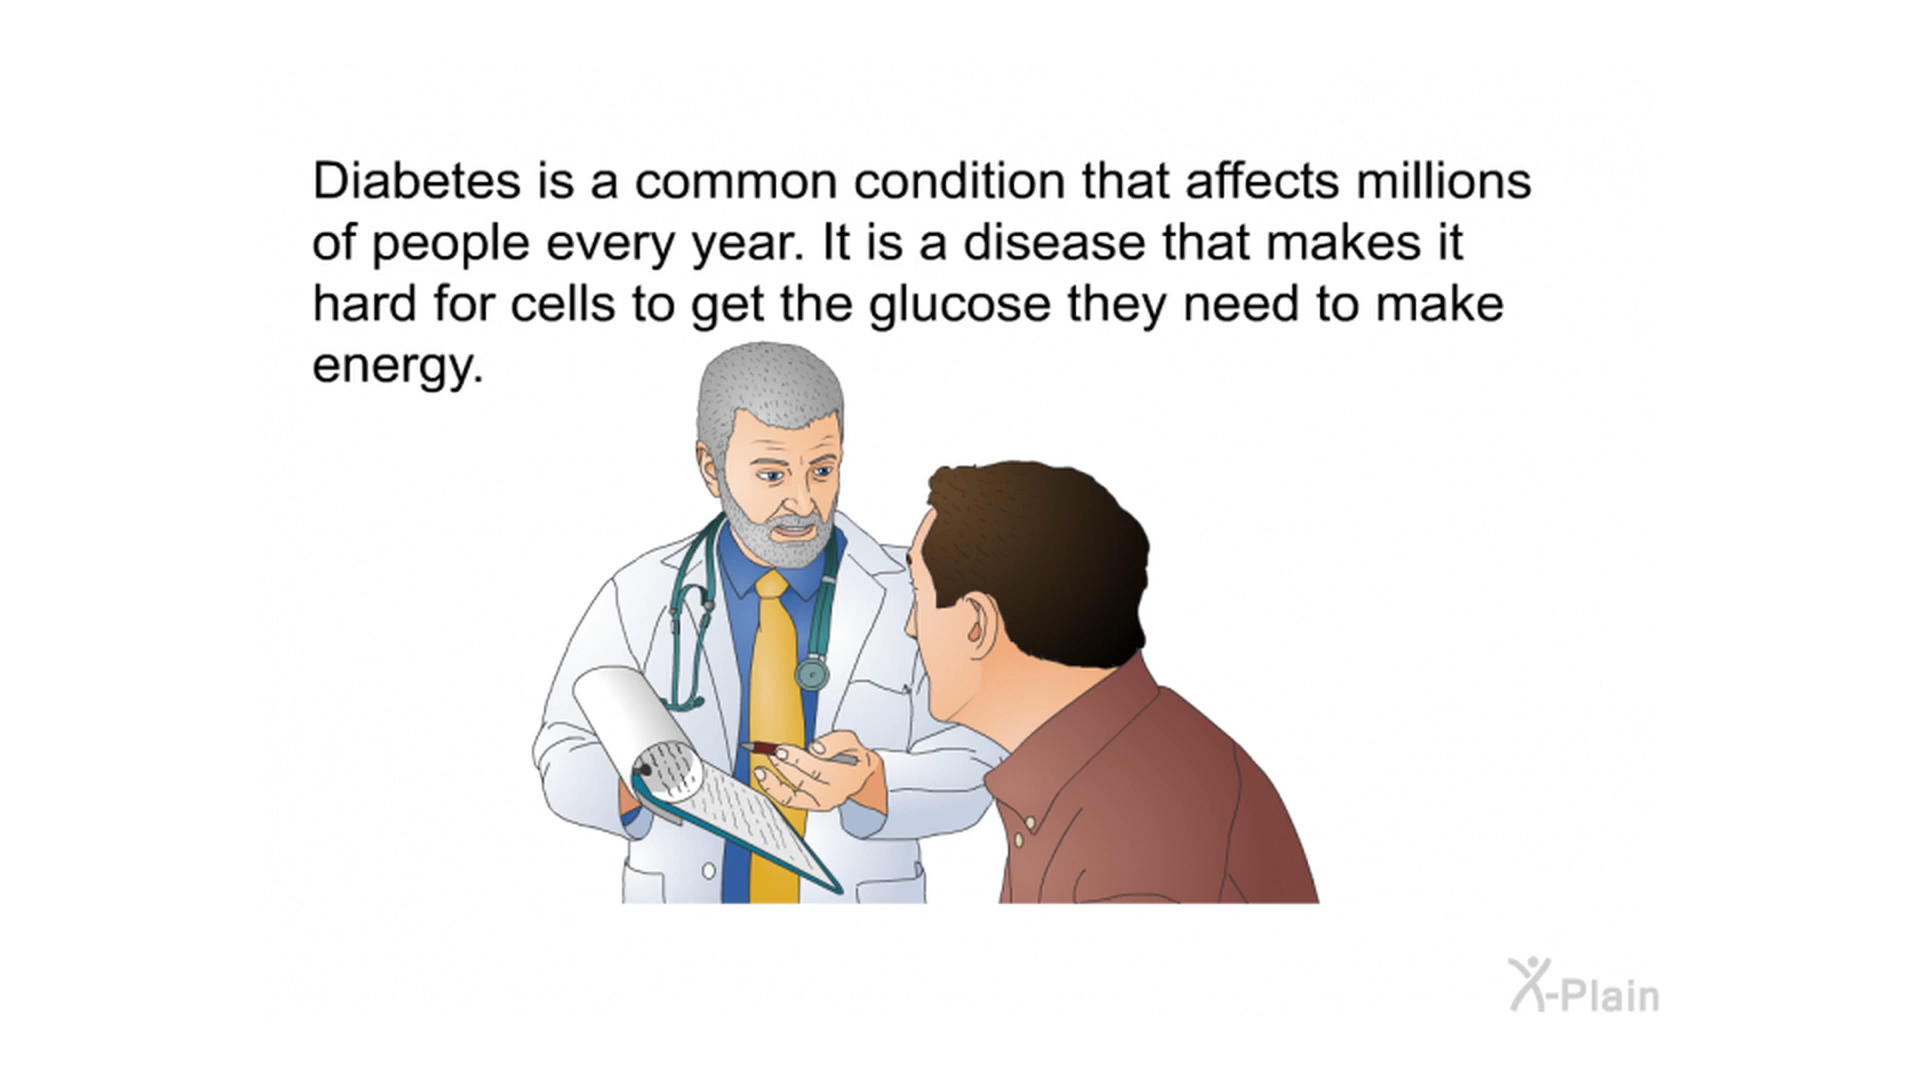 Diabetes is a common condition that affects millions
of people every year. It is a disease that makes it
hard for cells to get the glucose they need to make
energy.
X-Plain